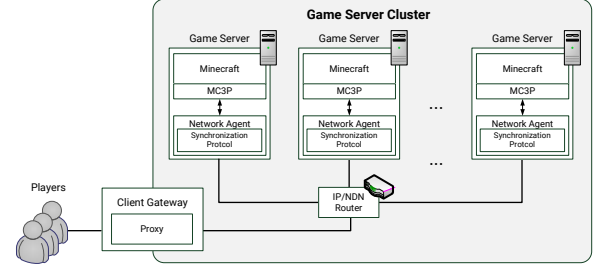 Game Server Cluster
Game Server
Game Server
Game Server
Minecraft
MC3P
Network Agent
Synchronization
Protcol
Minecraft
MC3P
Network Agent
Synchronization
Protcol
...
...
Minecraft
MC3P
Network Agent
Synchronization
Protcol
Players
Client Gateway
Proxy
IP/NDN
Router